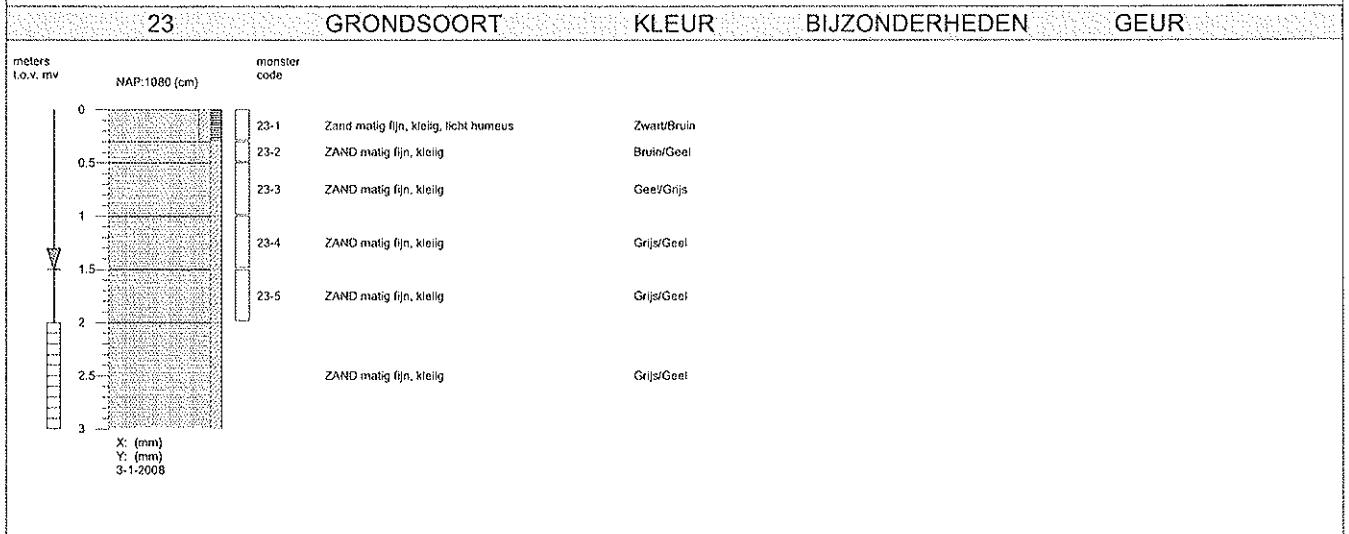 23 GRONDSOORT KLEUR BIJZONDERHEDEN GEUR
meters
t.o.v. mv
NAP:1080 (cm)
monster
code
0
23-1 Zand matig fijn, kleiig, licht humeus Zwart/Bruin
23-2 ZAND matig fijn, kleiig Bruin/Geel
0.5
23-3 ZAND matig fijn, kleiig Geel/Grijs
1
23-4 ZAND matig fijn, kleiig Grijs/Geel
1.5
23-5 ZAND matig fijn, kleiig Grijs/Geel
2
2.5 ZAND matig fijn, kleiig Grijs/Geel
3
X: (mm)
Y: (mm)
3-1-2008